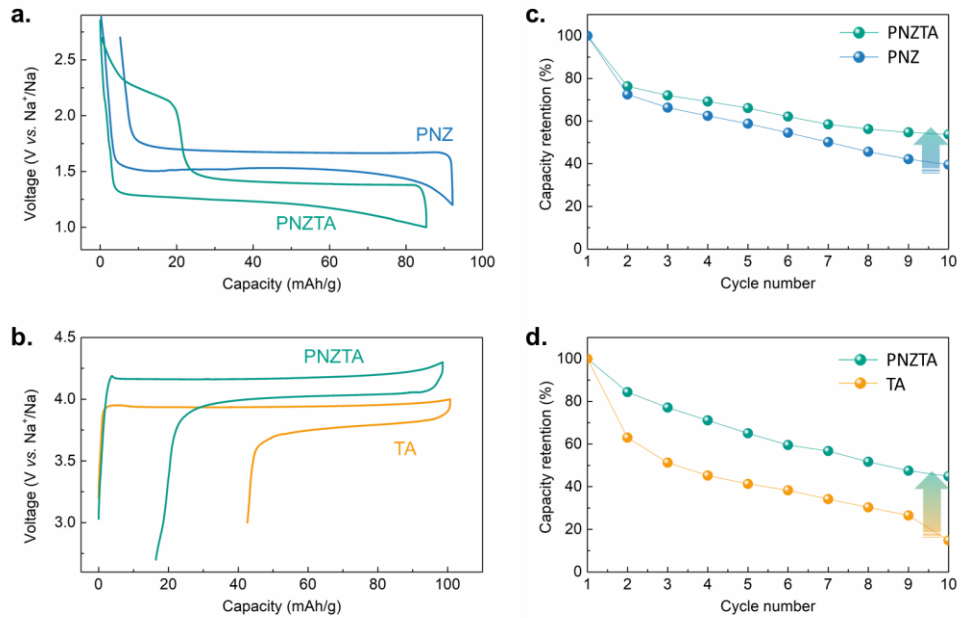 a.
Voltage (V vs. Na⁺/Na)
2.5
2.0
1.5
1.0
PNZ
PNZTA
0 20 40 60 80 100
Capacity (mAh/g)
c.
Capacity retention (%)
100
80
60
40
20
0
PNZTA
PNZ
1 2 3 4 5 6 7 8 9 10
Cycle number
b.
Voltage (V vs. Na⁺/Na)
4.5
4.0
3.5
3.0
PNZTA
TA
0 20 40 60 80 100
Capacity (mAh/g)
d.
Capacity retention (%)
100
80
60
40
20
0
PNZTA
TA
1 2 3 4 5 6 7 8 9 10
Cycle number